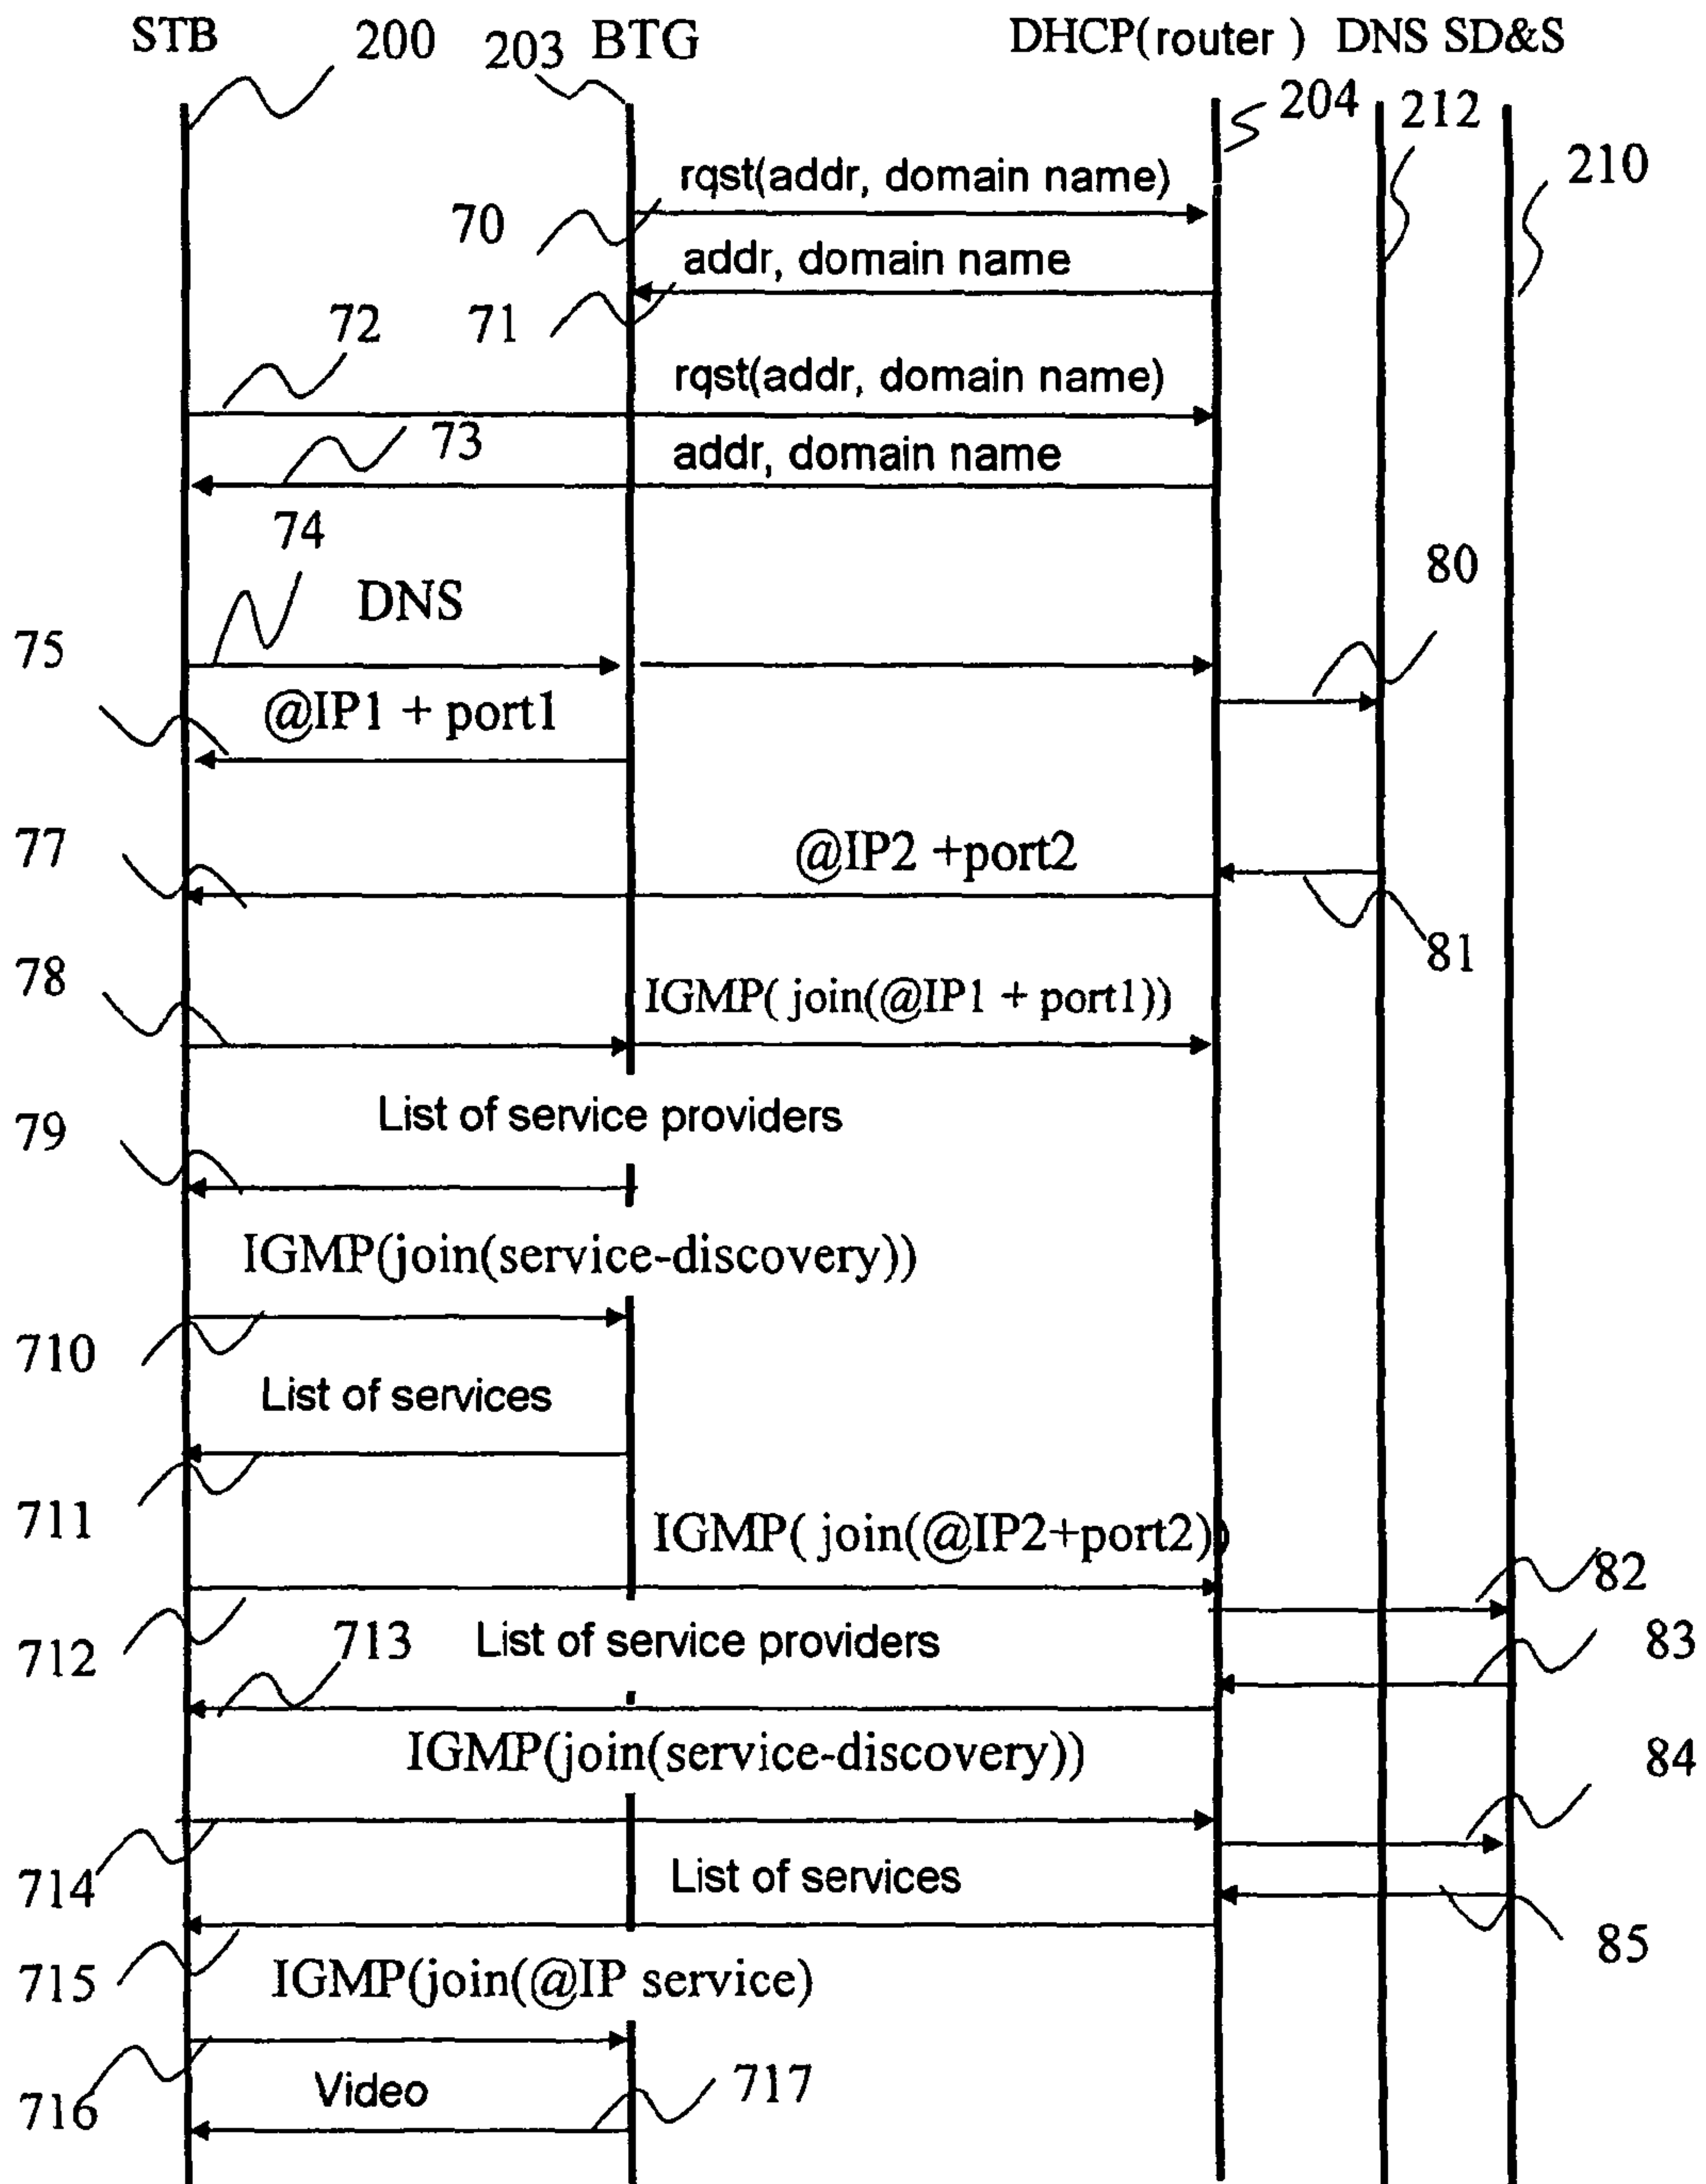 STB 200 203 BTG DHCP(router ) DNS SD&S
204 212
210
rqst(addr, domain name)
70
addr, domain name
71
72
rqst(addr, domain name)
73
addr, domain name
74
DNS
80
75
@IP1 + port1
77
@IP2 +port2
81
78
IGMP( join(@IP1 + port1))
List of service providers
79
IGMP(join(service-discovery))
710
List of services
711
IGMP( join(@IP2+port2))
82
712
713
List of service providers
83
IGMP(join(service-discovery))
84
714
List of services
85
715
IGMP(join(@IP service)
716
Video
717